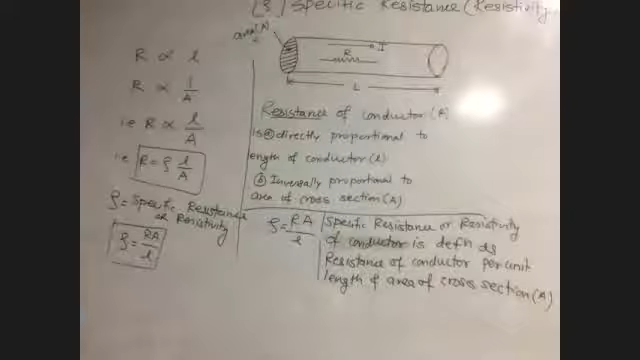 (ξ) Specific Resistance (Resistivity
area(A)
R
I
L
R ∝ l
R ∝ 1/A
ie R ∝ l/A
ie R = ρ l/A
ρ = Specific Resistance
or Resistivity
ρ = RA/l
Resistance of conductor (R)
is ⓐ directly proportional to
length of conductor (l)
ⓑ Inversally proportional to
area of cross section (A)
ρ = RA/l
Specific Resistance or Resistivity
of conductor is defn as
Resistance of conductor per unit
length & area of cross section (A)